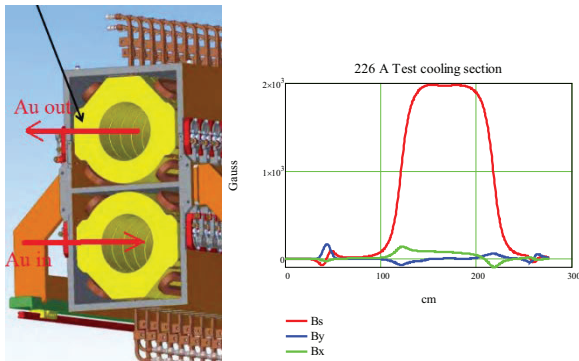 Au out
Au in
226 A Test cooling section
2×10³
1×10³
0
Gauss
0
100
200
300
cm
Bs
By
Bx